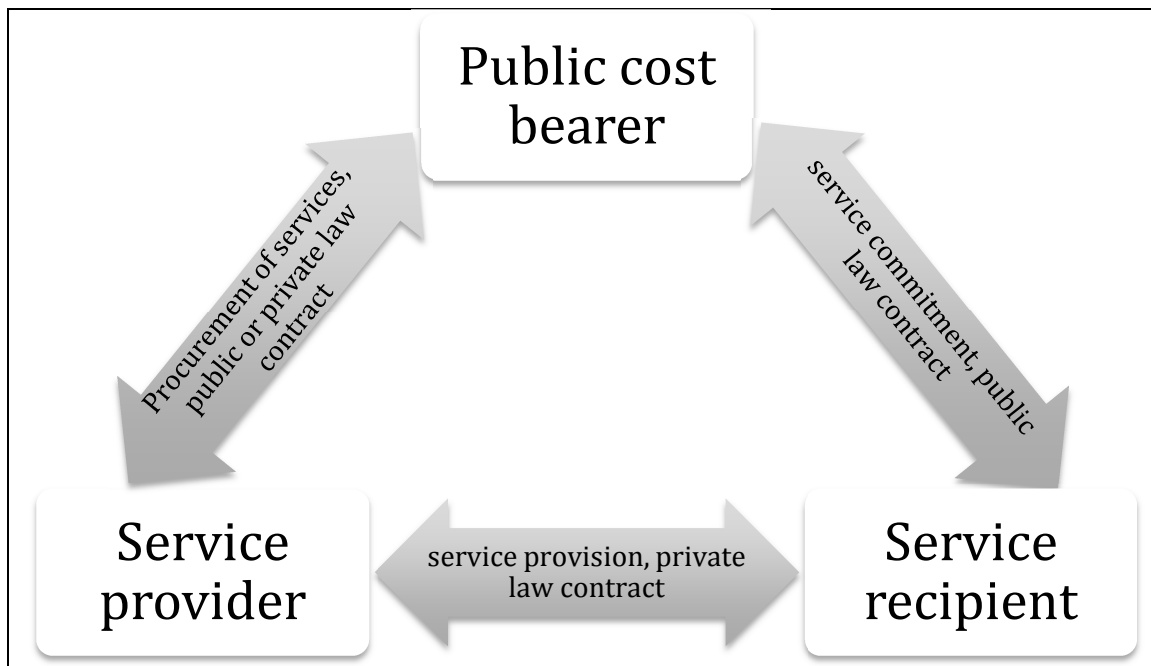 Public cost
bearer
Procurement of services,
public or private law
contract
service commitment, public
law contract
Service
provider
service provision, private
law contract
Service
recipient